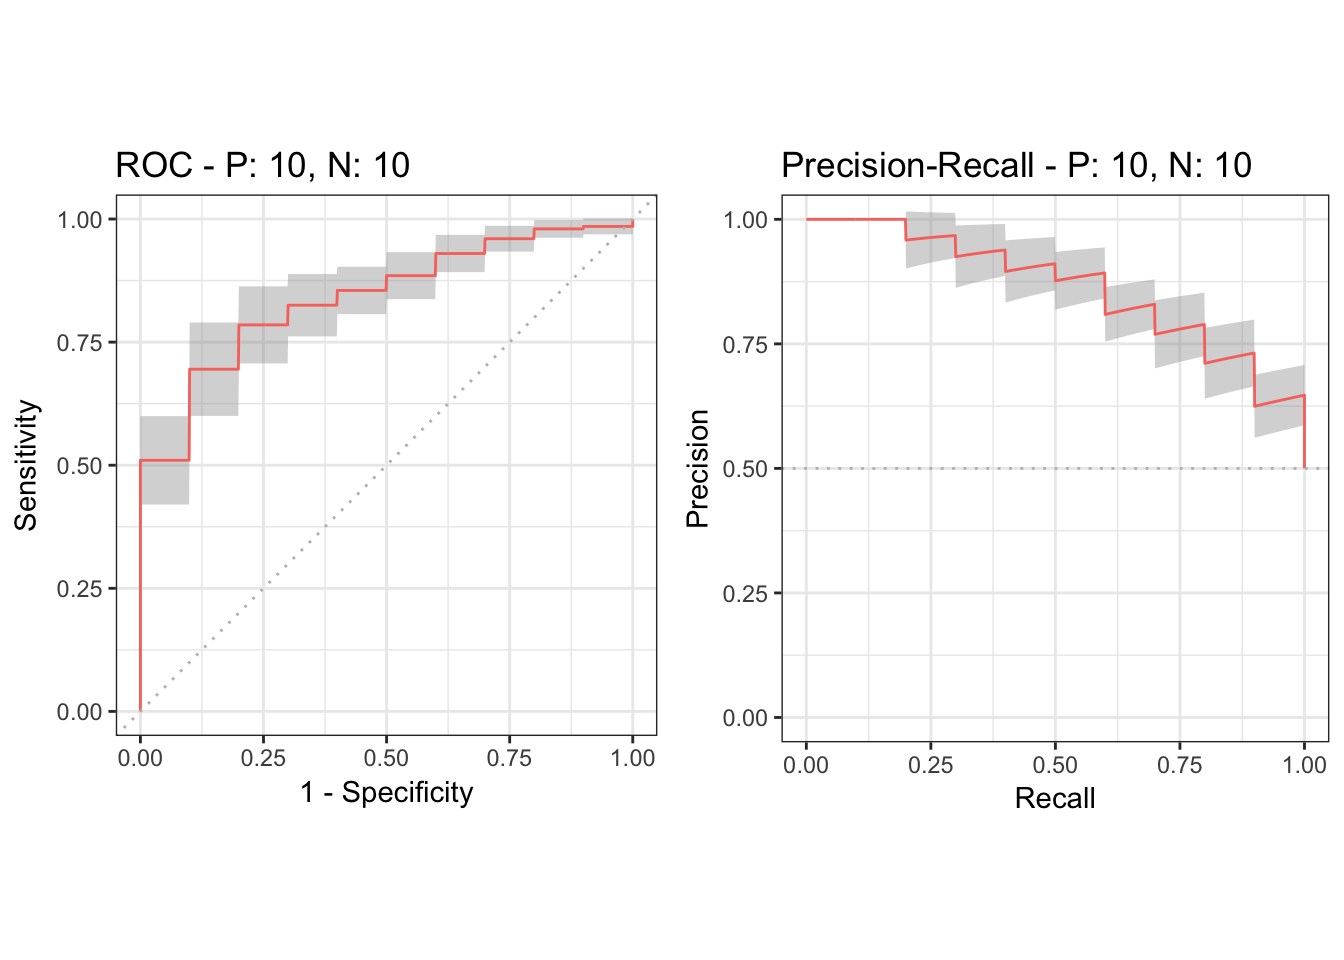 ROC - P: 10, N: 10
1.00
0.75
0.50
0.25
0.00
Sensitivity
0.00 0.25 0.50 0.75 1.00
1 - Specificity
Precision-Recall - P: 10, N: 10
1.00
0.75
0.50
0.25
0.00
Precision
0.00 0.25 0.50 0.75 1.00
Recall